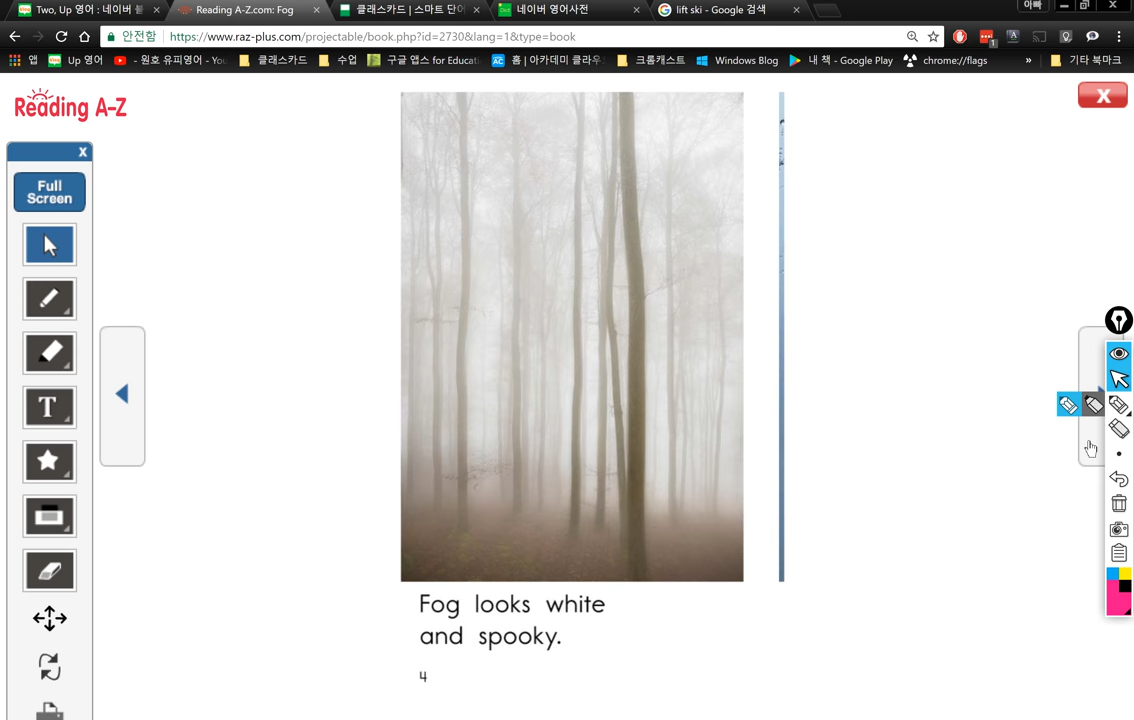 Two, Up 영어 : 네이버 블
Reading A-Z.com: Fog
클래스카드 | 스마트 단어
네이버 영어사전
lift ski - Google 검색
아빠
안전함
https://www.raz-plus.com/projectable/book.php?id=2730&lang=1&type=book
앱
Up 영어
- 원호 유피영어 - You
클래스카드
수업
구글 앱스 for Educati
홈 | 아카데미 클라우
크롬캐스트
Windows Blog
내 책 - Google Play
chrome://flags
»
기타 북마크
Reading A-Z
X
x
Full
Screen
T
Fog looks white
and spooky.
4